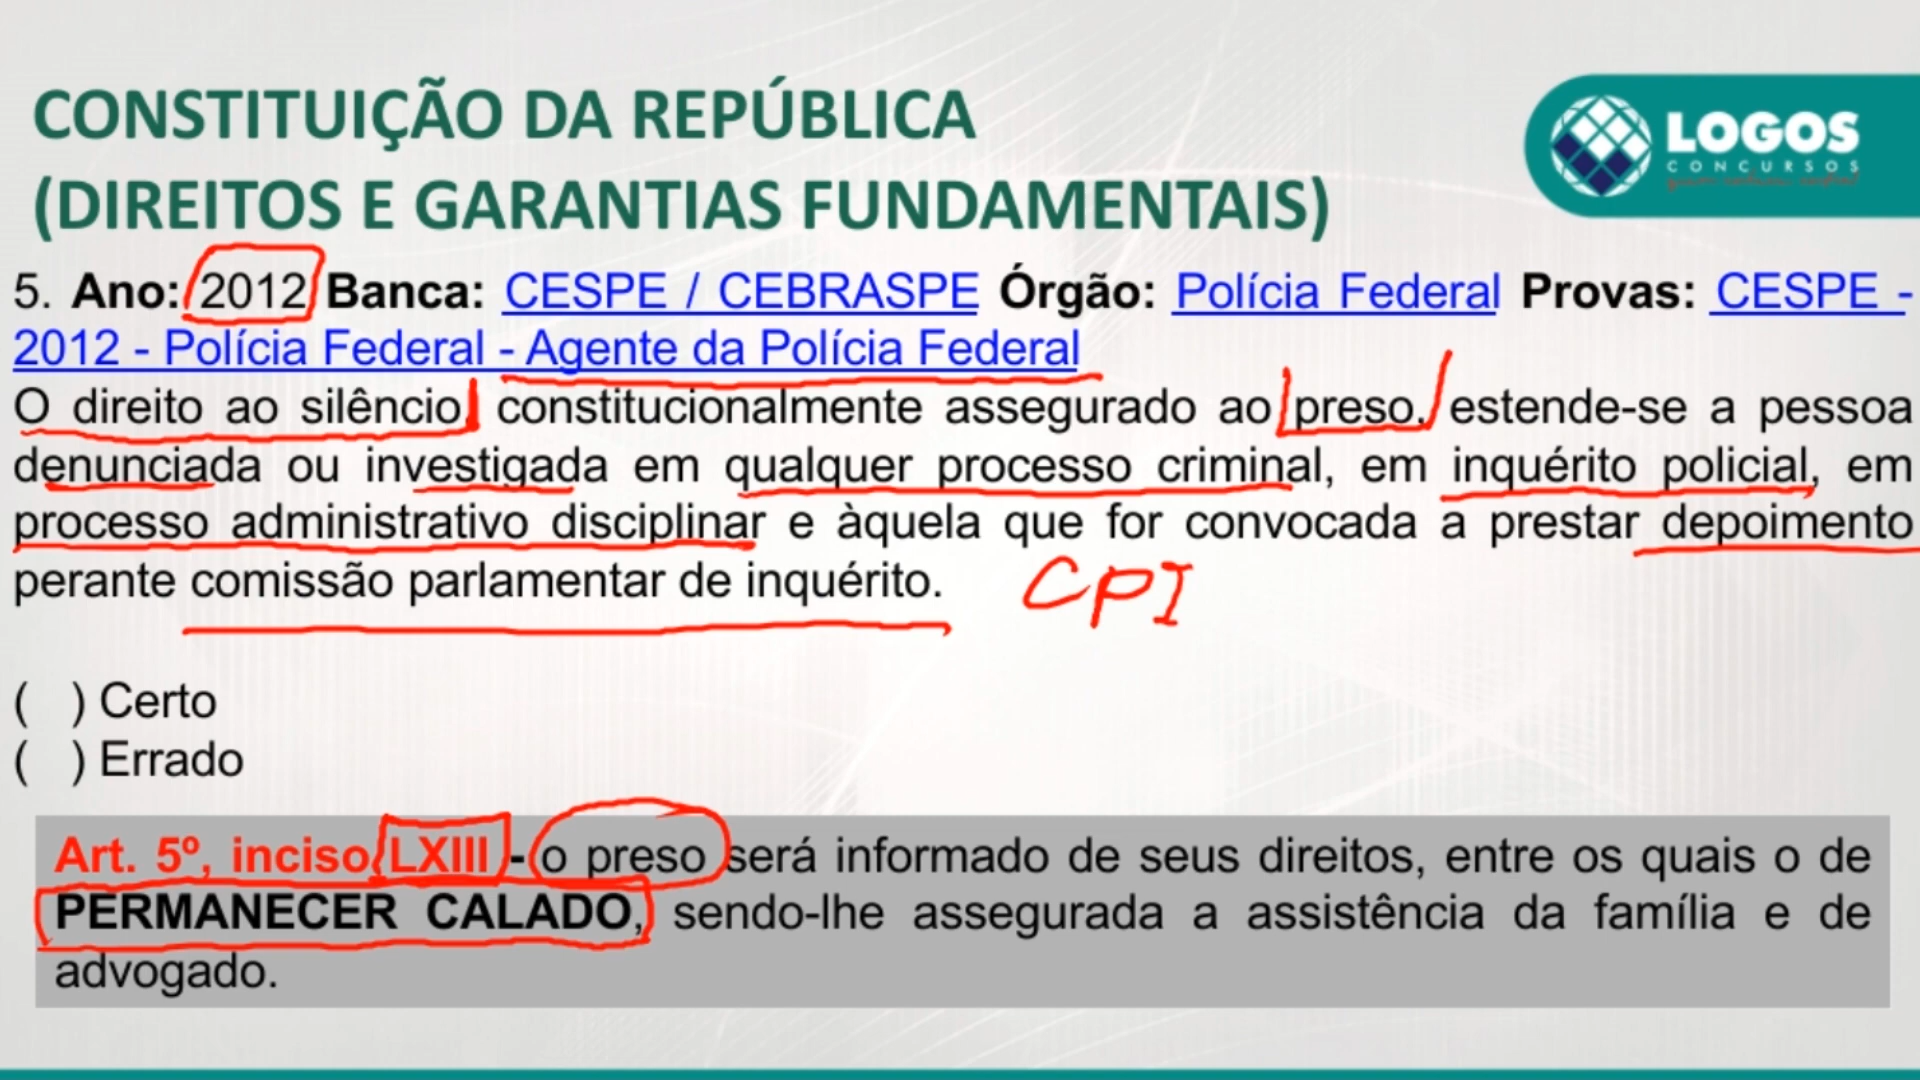 CONSTITUIÇÃO DA REPÚBLICA
(DIREITOS E GARANTIAS FUNDAMENTAIS)
LOGOS
CONCURSOS
5. Ano: 2012 Banca: CESPE / CEBRASPE Órgão: Polícia Federal Provas: CESPE -
2012 - Polícia Federal - Agente da Polícia Federal
O direito ao silêncio, constitucionalmente assegurado ao preso, estende-se a pessoa
denunciada ou investigada em qualquer processo criminal, em inquérito policial, em
processo administrativo disciplinar e àquela que for convocada a prestar depoimento
perante comissão parlamentar de inquérito.
CPI
( ) Certo
( ) Errado
Art. 5º, inciso LXIII - o preso será informado de seus direitos, entre os quais o de
PERMANECER CALADO, sendo-lhe assegurada a assistência da família e de
advogado.